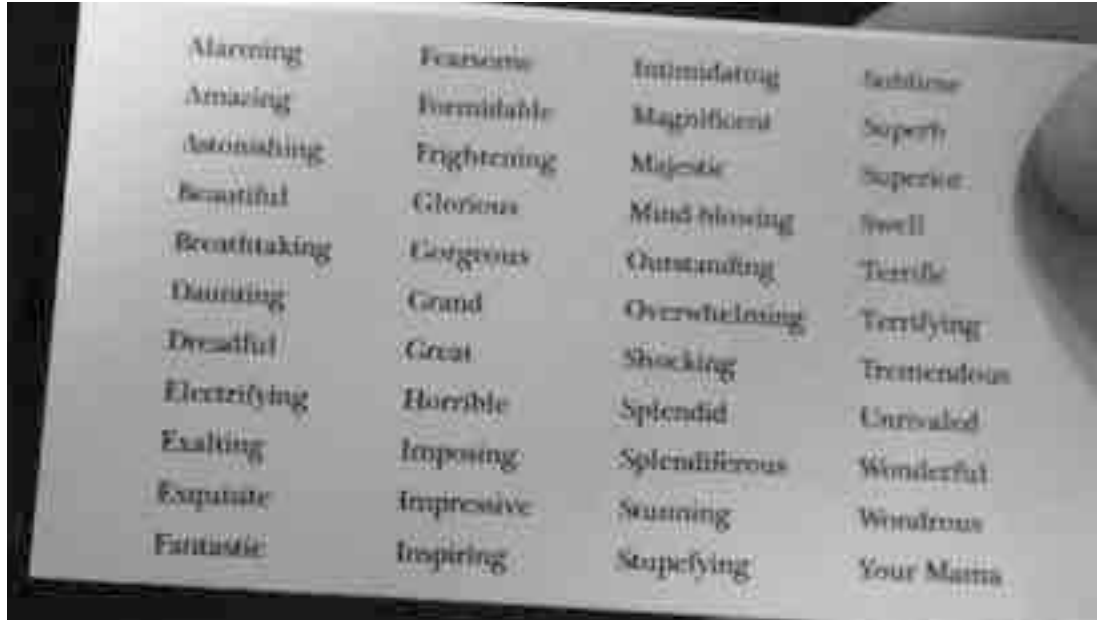 Alarming
Amazing
Astonishing
Beautiful
Breathtaking
Daunting
Dreadful
Electrifying
Exalting
Exquisite
Fantastic
Fearsome
Formidable
Frightening
Glorious
Gorgeous
Grand
Great
Horrible
Imposing
Impressive
Inspiring
Intimidating
Magnificent
Majestic
Mind-blowing
Outstanding
Overwhelming
Shocking
Splendid
Splendiferous
Stunning
Stupefying
Sublime
Superb
Superior
Swell
Terrific
Terrifying
Tremendous
Unrivaled
Wonderful
Wondrous
Your Mama